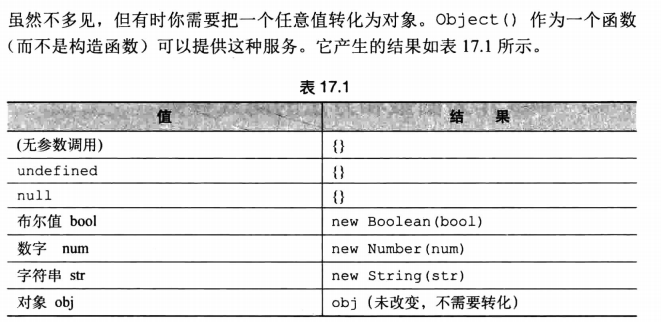 虽然不多见，但有时你需要把一个任意值转化为对象。Object() 作为一个函数
（而不是构造函数）可以提供这种服务。它产生的结果如表 17.1 所示。
表 17.1
值 结 果
(无参数调用) {}
undefined {}
null {}
布尔值 bool new Boolean(bool)
数字 num new Number(num)
字符串 str new String(str)
对象 obj obj（未改变，不需要转化）